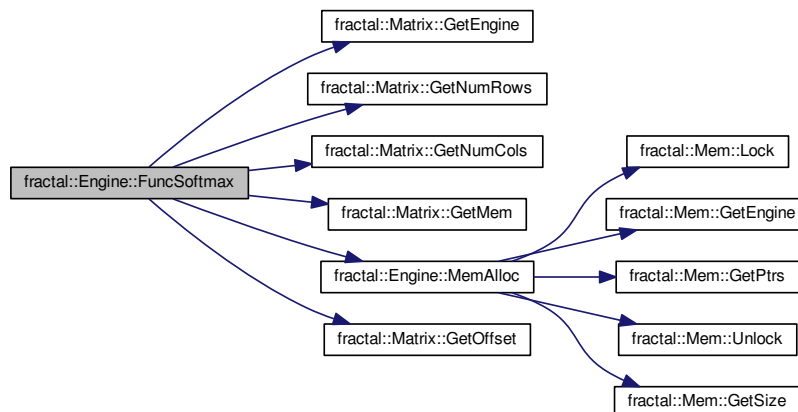 fractal::Matrix::GetEngine
fractal::Matrix::GetNumRows
fractal::Matrix::GetNumCols
fractal::Mem::Lock
fractal::Engine::FuncSoftmax
fractal::Matrix::GetMem
fractal::Mem::GetEngine
fractal::Engine::MemAlloc
fractal::Mem::GetPtrs
fractal::Matrix::GetOffset
fractal::Mem::Unlock
fractal::Mem::GetSize